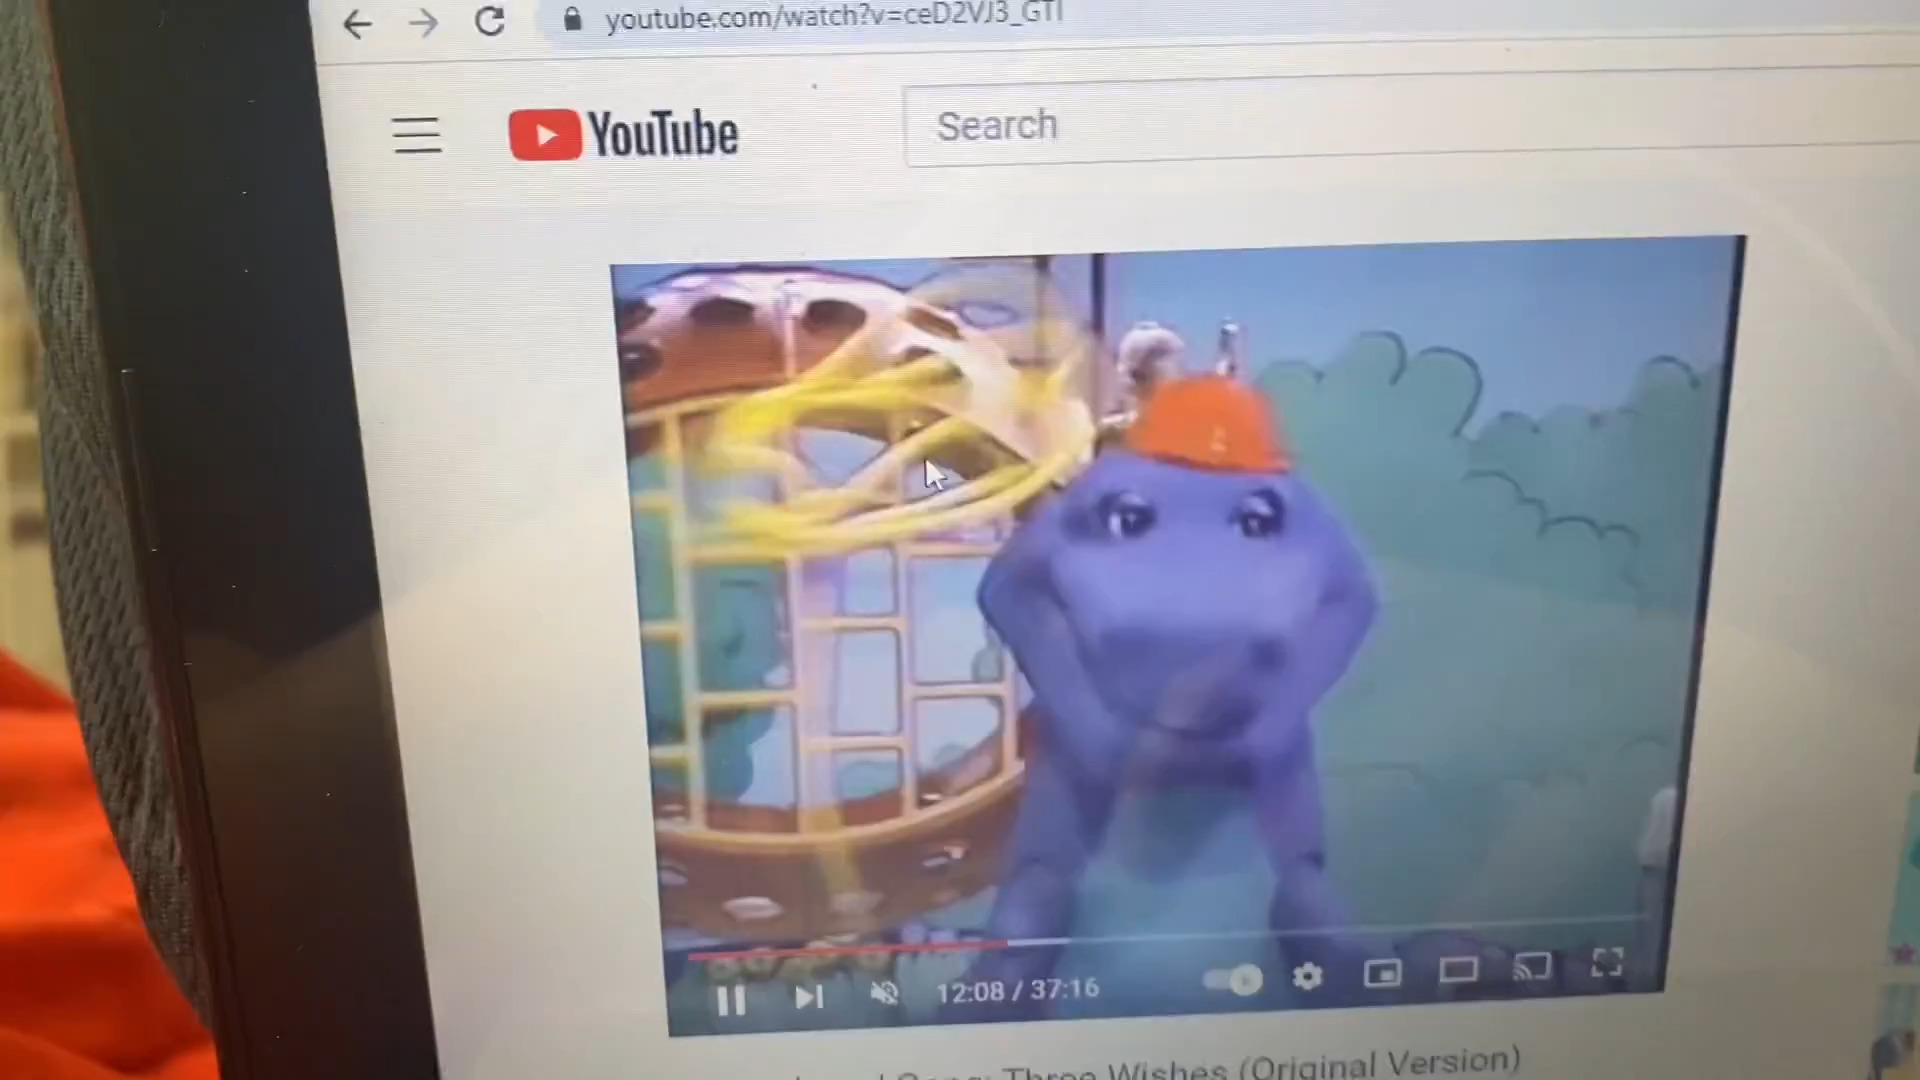 youtube.com/watch?v=ceD2VJ3_GTI
YouTube
Search
12:08 / 37:16
Three Wishes (Original Version)